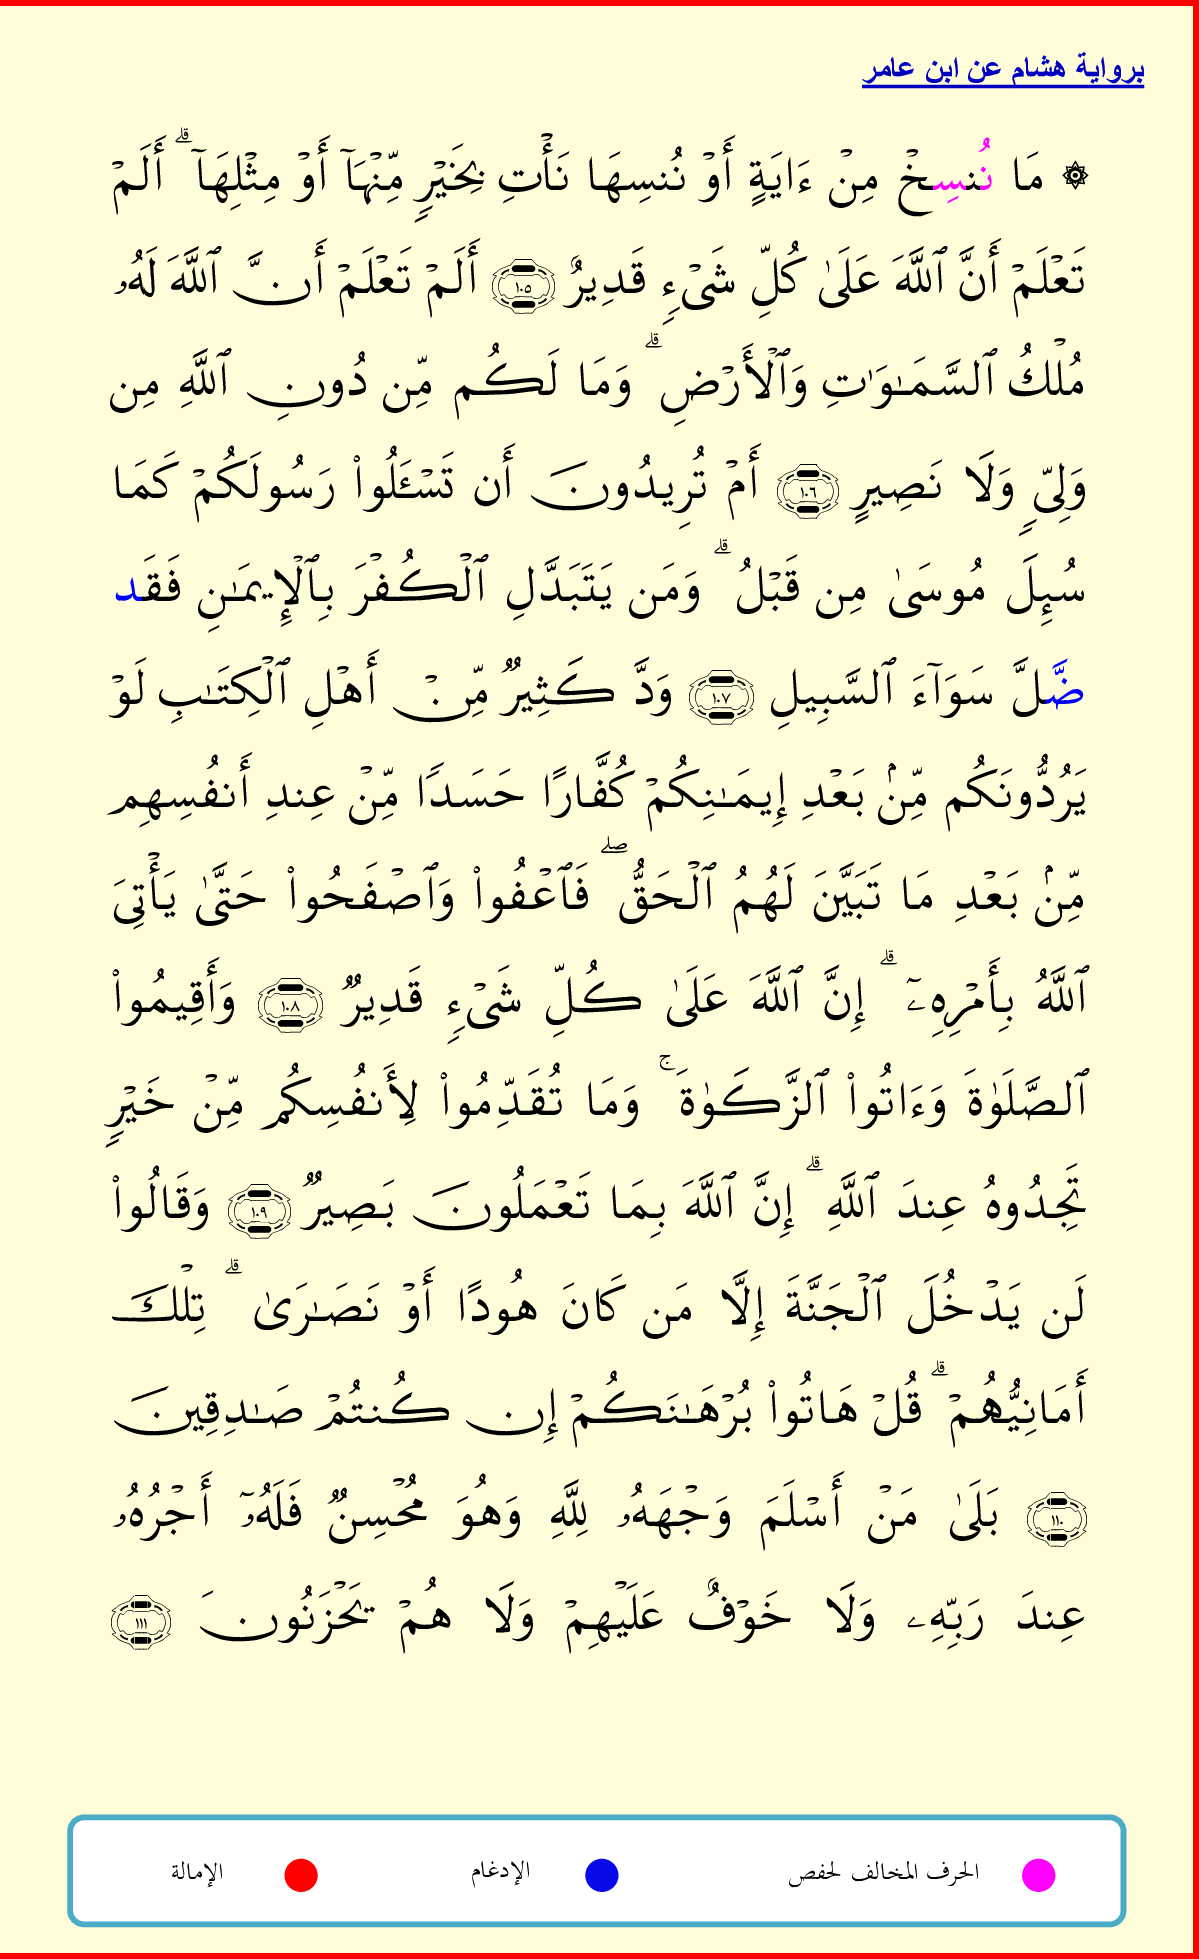 برواية هشام عن ابن عامر
۞ مَا نُنسِخۡ مِنۡ ءَايَةٍ أَوۡ نُنسِهَا نَأۡتِ بِخَيۡرٖ مِّنۡهَآ أَوۡ مِثۡلِهَآۗ أَلَمۡ
تَعۡلَمۡ أَنَّ ٱللَّهَ عَلَىٰ كُلِّ شَيۡءٖ قَدِيرٌ ١٠٥ أَلَمۡ تَعۡلَمۡ أَنَّ ٱللَّهَ لَهُۥ
مُلۡكُ ٱلسَّمَٰوَٰتِ وَٱلۡأَرۡضِۗ وَمَا لَكُم مِّن دُونِ ٱللَّهِ مِن
وَلِيّٖ وَلَا نَصِيرٍ ١٠٦ أَمۡ تُرِيدُونَ أَن تَسۡـَٔلُواْ رَسُولَكُمۡ كَمَا
سُئِلَ مُوسَىٰ مِن قَبۡلُۗ وَمَن يَتَبَدَّلِ ٱلۡكُفۡرَ بِٱلۡإِيمَٰنِ فَقَد
ضَّلَّ سَوَآءَ ٱلسَّبِيلِ ١٠٧ وَدَّ كَثِيرٞ مِّنۡ أَهۡلِ ٱلۡكِتَٰبِ لَوۡ
يَرُدُّونَكُم مِّنۢ بَعۡدِ إِيمَٰنِكُمۡ كُفَّارًا حَسَدٗا مِّنۡ عِندِ أَنفُسِهِم
مِّنۢ بَعۡدِ مَا تَبَيَّنَ لَهُمُ ٱلۡحَقُّۖ فَٱعۡفُواْ وَٱصۡفَحُواْ حَتَّىٰ يَأۡتِيَ
ٱللَّهُ بِأَمۡرِهِۦٓۗ إِنَّ ٱللَّهَ عَلَىٰ كُلِّ شَيۡءٖ قَدِيرٞ ١٠٨ وَأَقِيمُواْ
ٱلصَّلَوٰةَ وَءَاتُواْ ٱلزَّكَوٰةَۚ وَمَا تُقَدِّمُواْ لِأَنفُسِكُم مِّنۡ خَيۡرٖ
تَجِدُوهُ عِندَ ٱللَّهِۗ إِنَّ ٱللَّهَ بِمَا تَعۡمَلُونَ بَصِيرٞ ١٠٩ وَقَالُواْ
لَن يَدۡخُلَ ٱلۡجَنَّةَ إِلَّا مَن كَانَ هُودًا أَوۡ نَصَٰرَىٰۗ تِلۡكَ
أَمَانِيُّهُمۡۗ قُلۡ هَاتُواْ بُرۡهَٰنَكُمۡ إِن كُنتُمۡ صَٰدِقِينَ
١١٠ بَلَىٰ مَنۡ أَسۡلَمَ وَجۡهَهُۥ لِلَّهِ وَهُوَ مُحۡسِنٞ فَلَهُۥٓ أَجۡرُهُۥ
عِندَ رَبِّهِۦ وَلَا خَوۡفٌ عَلَيۡهِمۡ وَلَا هُمۡ يَحۡزَنُونَ ١١١
الحرف المخالف لحفص الإدغام الإمالة